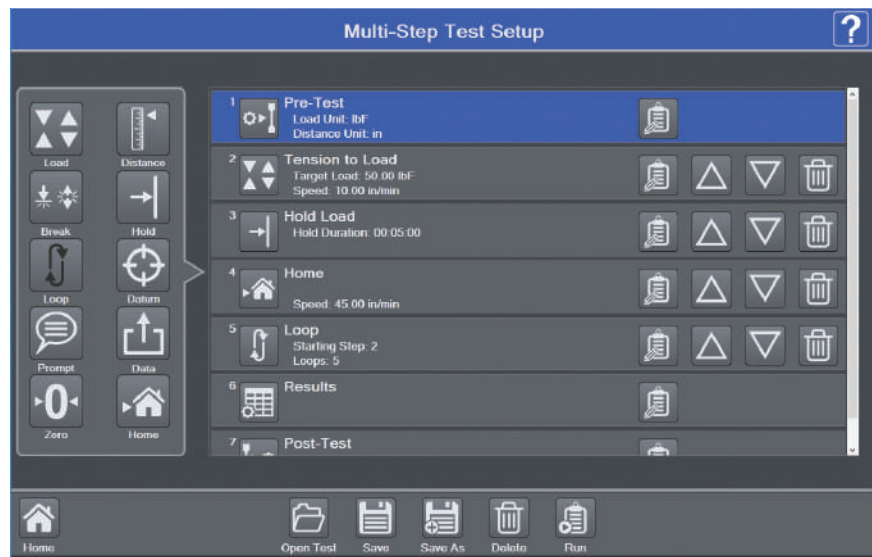 Multi-Step Test Setup
?
Load
Distance
Break
Hold
Loop
Datum
Prompt
Data
0
Zero
Home
1
Pre-Test
Load Unit: lbF
Distance Unit: in
2
Tension to Load
Target Load: 50.00 lbF
Speed: 10.00 in/min
3
Hold Load
Hold Duration: 00:05:00
4
Home
Speed: 45.00 in/min
5
Loop
Starting Step: 2
Loops: 5
6
Results
7
Post-Test
Home
Open Test
Save
Save As
Delete
Run